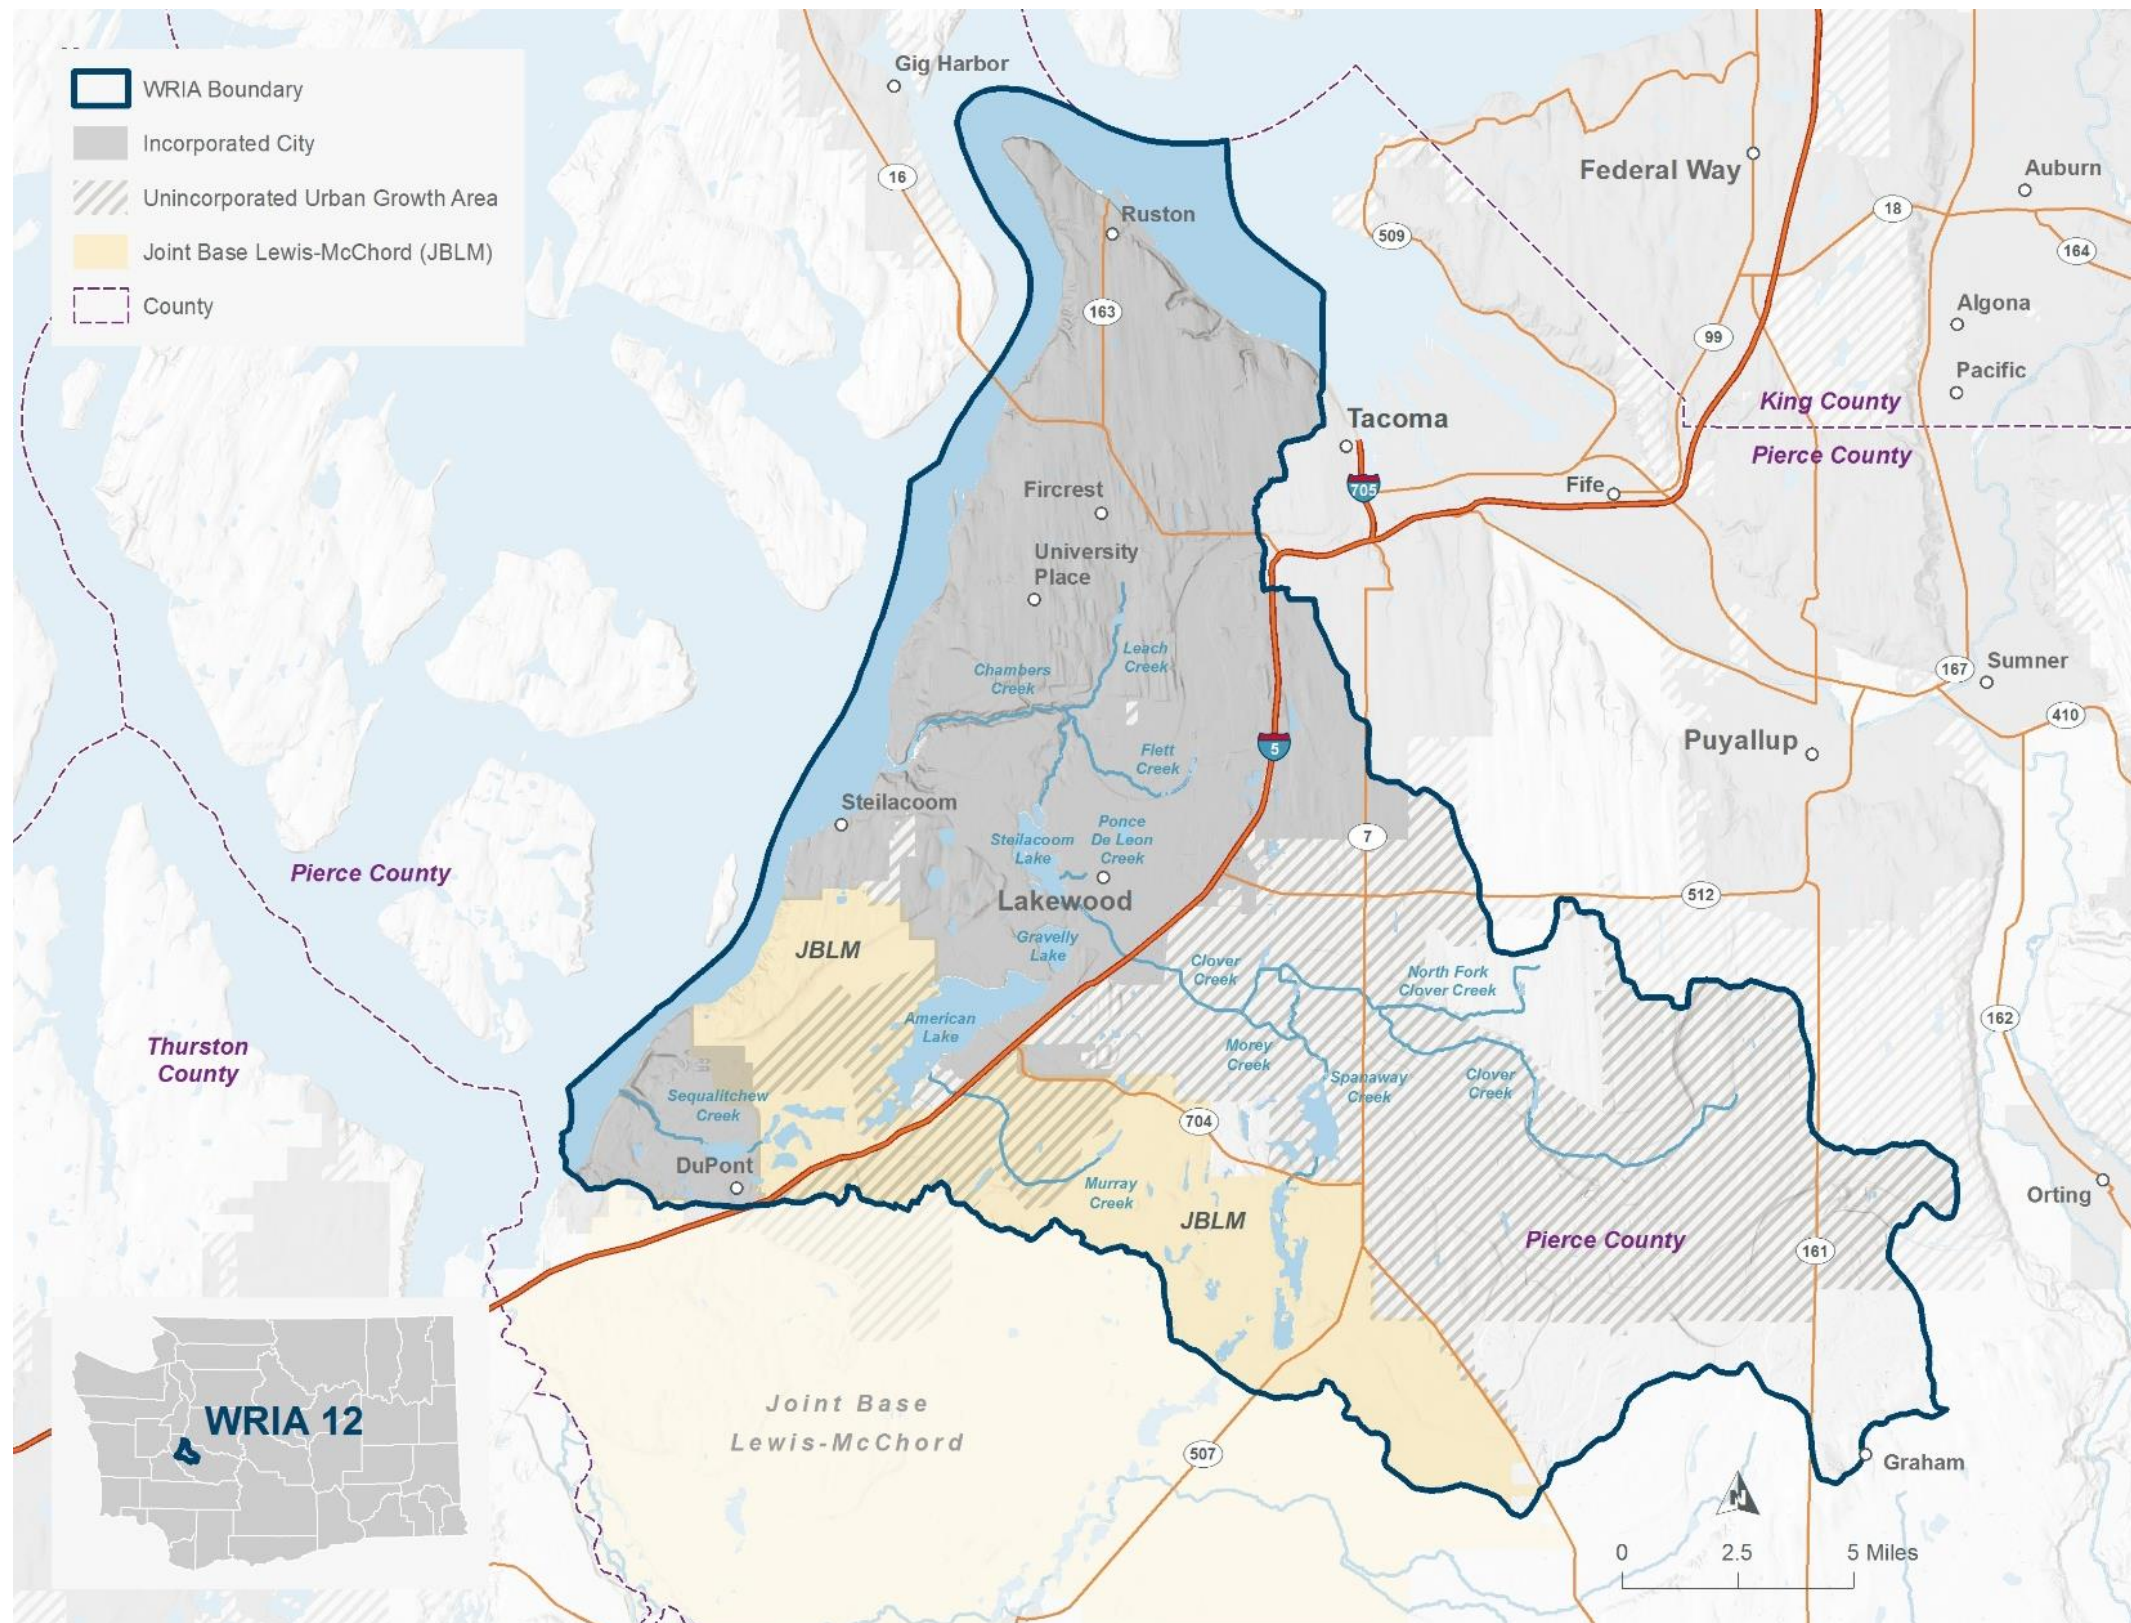 WRIA Boundary
Incorporated City
Unincorporated Urban Growth Area
Joint Base Lewis-McChord (JBLM)
County
Gig Harbor
16
Ruston
163
Federal Way
Auburn
18
509
164
Algona
99
Pacific
King County
Pierce County
Tacoma
705
Fife
Fircrest
University
Place
Leach
Creek
Chambers
Creek
167
Sumner
410
Puyallup
5
Flett
Creek
Steilacoom
Steilacoom
Lake
Ponce
De Leon
Creek
7
Pierce County
Lakewood
512
JBLM
Gravelly
Lake
Clover
Creek
North Fork
Clover Creek
American
Lake
162
Thurston
County
Morey
Creek
Spanaway
Creek
Clover
Creek
Sequalitchew
Creek
704
DuPont
Murray
Creek
Orting
JBLM
Pierce County
161
WRIA 12
Joint Base
Lewis-McChord
507
Graham
N
0 2.5 5 Miles